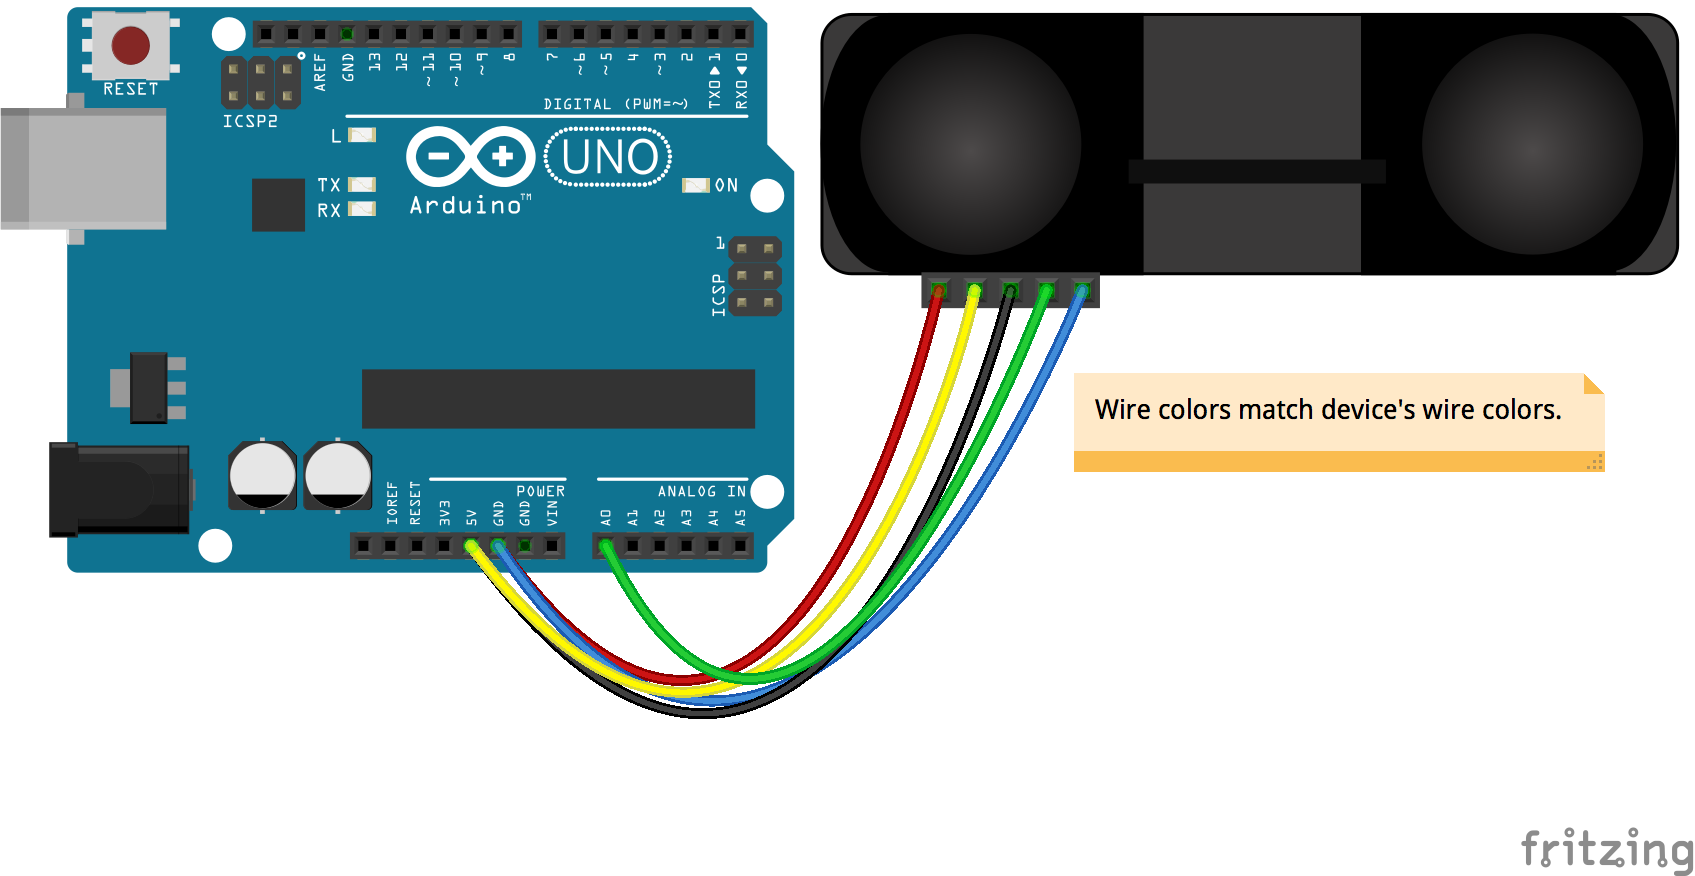 RESET
ICSP2
AREF
GND
13
12
~11
~10
~9
8
7
~6
~5
4
~3
2
TX0▶1
RX0◀0
DIGITAL (PWM=~)
L
TX
RX
Arduino™
UNO
ON
1
ICSP
Wire colors match device's wire colors.
POWER
ANALOG IN
IOREF
RESET
3V3
5V
GND
GND
VIN
A0
A1
A2
A3
A4
A5
fritzing